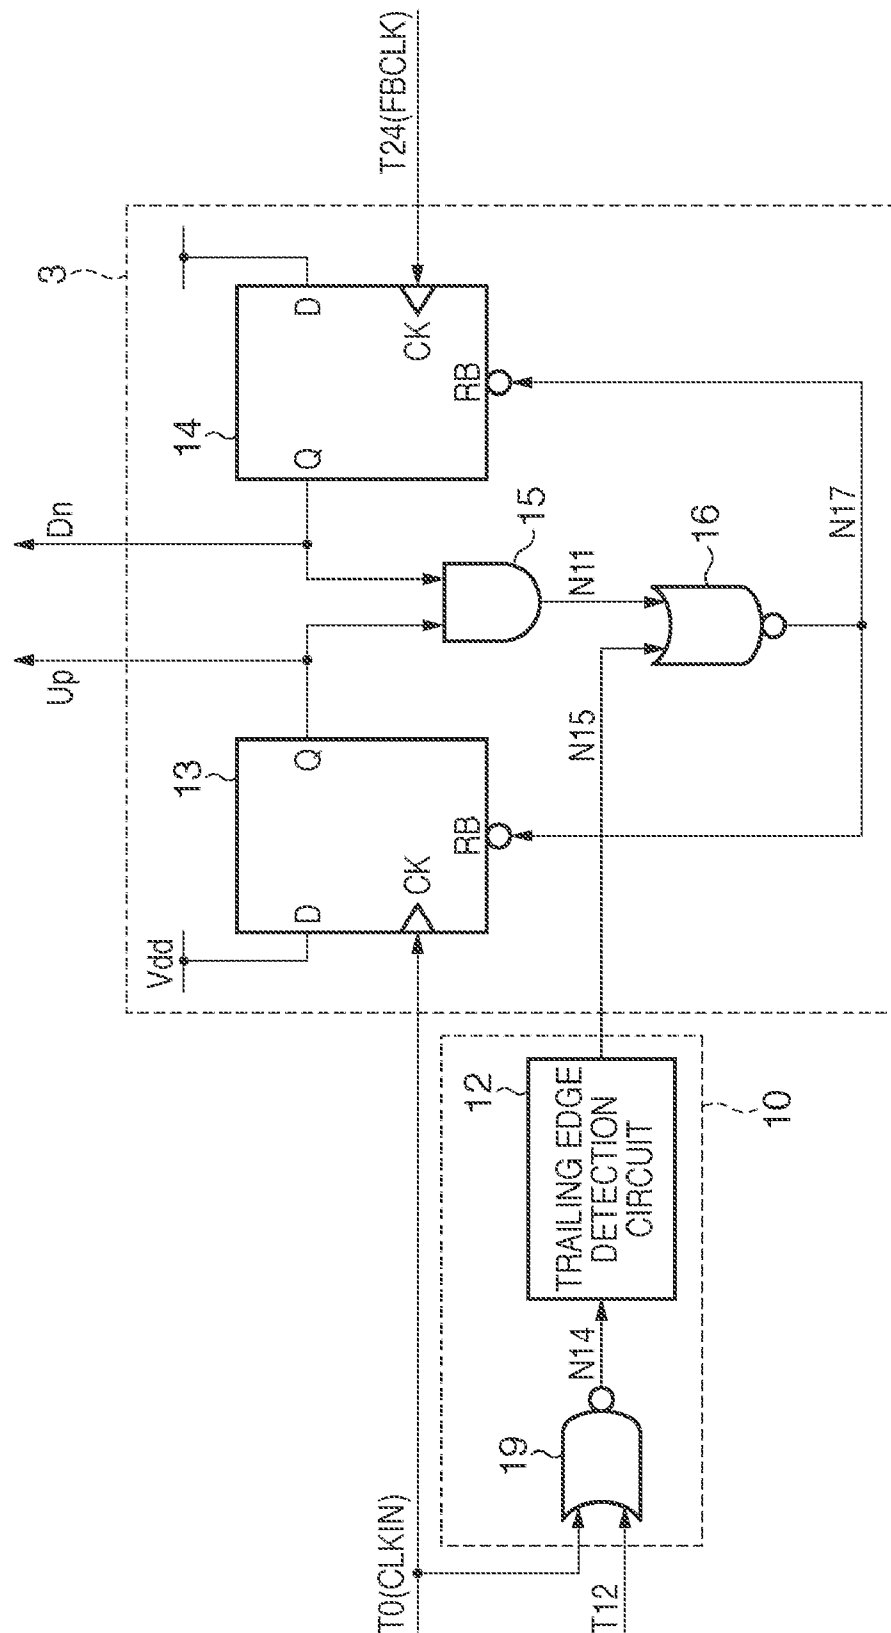 T0(CLKIN)
T12
19
N14
TRAILING EDGE
DETECTION
CIRCUIT
12
10
Vdd
D
13
CK
RB
Q
N15
Up
Dn
15
N11
16
N17
14
Q
D
CK
RB
3
T24(FBCLK)